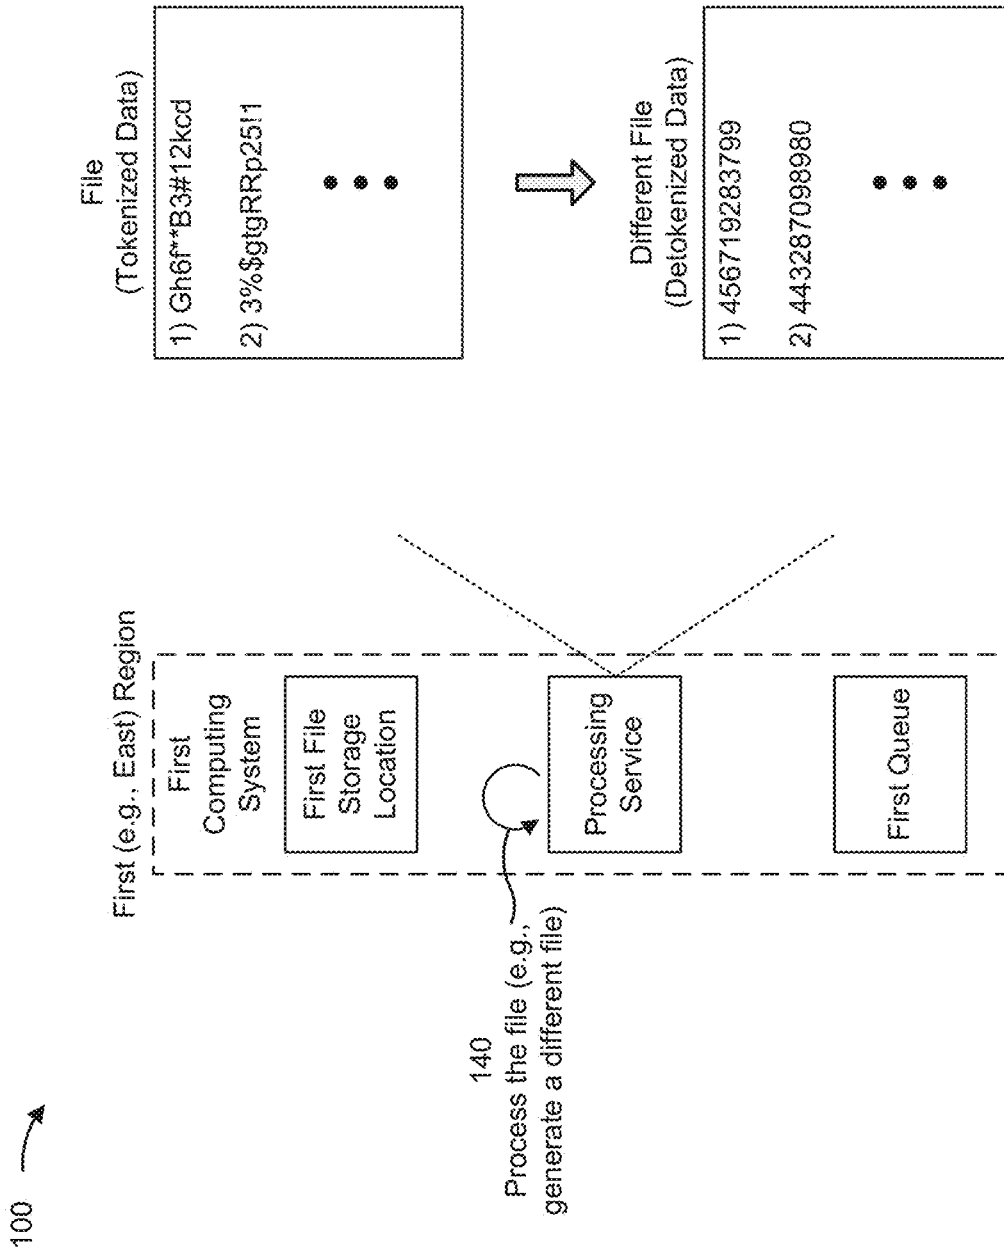 100
140
Process the file (e.g.,
generate a different file)
First (e.g., East) Region
First
Computing
System
First File
Storage
Location
Processing
Service
First Queue
File
(Tokenized Data)
1) Gh6f**B3#12kcd
2) 3%$gtgRRp25!1
Different File
(Detokenized Data)
1) 456719283799
2) 443287098980